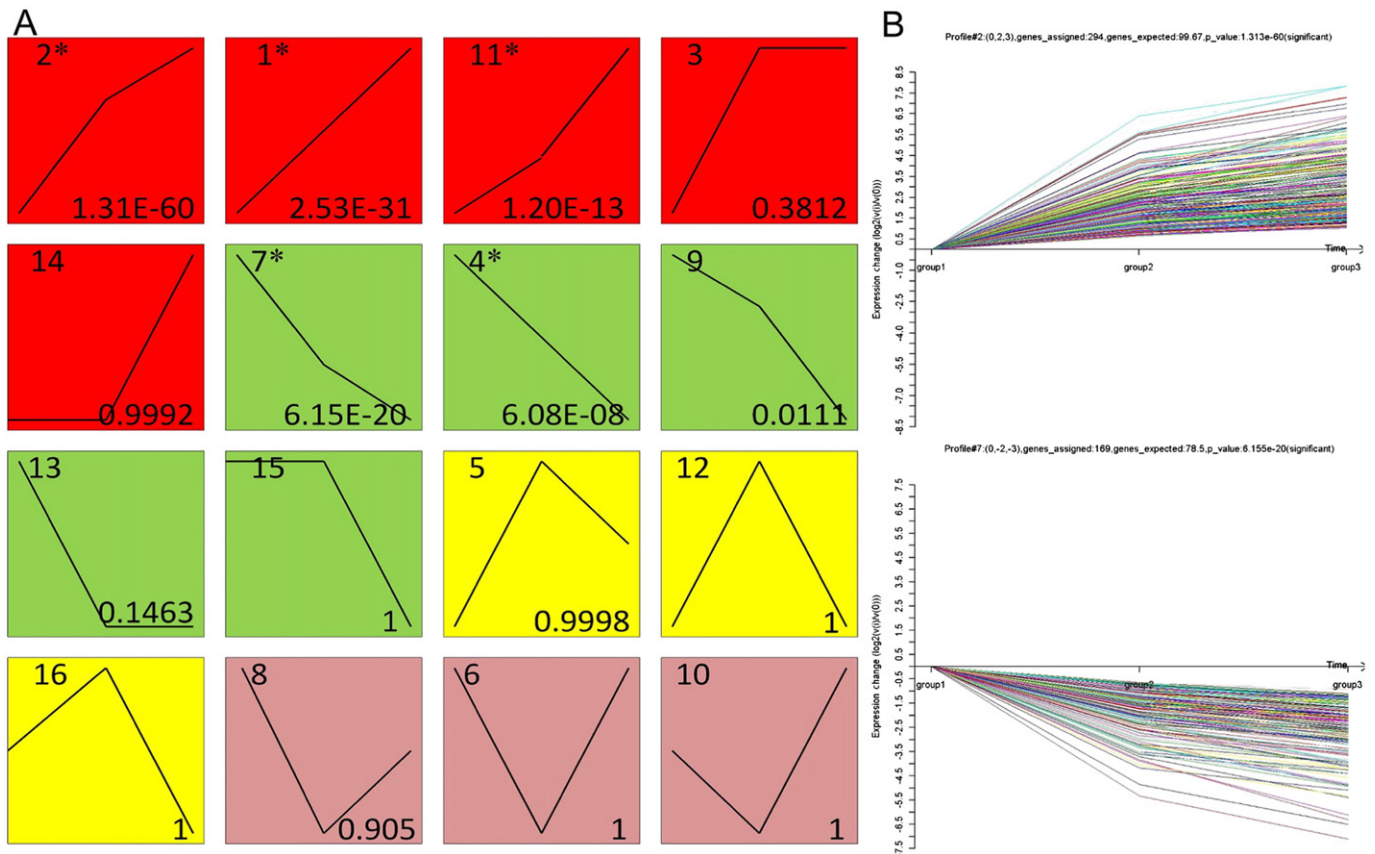 A
2* 1* 11* 3
1.31E-60 2.53E-31 1.20E-13 0.3812
14 7* 4* 9
0.9992 6.15E-20 6.08E-08 0.0111
13 15 5 12
0.1463 1 0.9998 1
16 8 6 10
1 0.905 1 1
B
Profile#2:(0,2,3),genes_assigned:294,genes_expected:99.67,p_value:1.313e-60(significant)
Expression change (log2(v(i)/v(0)))
8.5
7.5
6.5
5.5
4.5
3.5
2.5
1.5
0.5
-1.0
-2.5
-4.0
-5.5
-7.0
-8.5
Time
group1 group2 group3
Profile#7:(0,-2,-3),genes_assigned:169,genes_expected:78.5,p_value:6.155e-20(significant)
Expression change (log2(v(i)/v(0)))
7.5
6.5
5.5
4.5
3.5
2.5
1.5
0.5
-0.5
-1.5
-2.5
-3.5
-4.5
-5.5
-6.5
-7.5
Time
group1 group2 group3